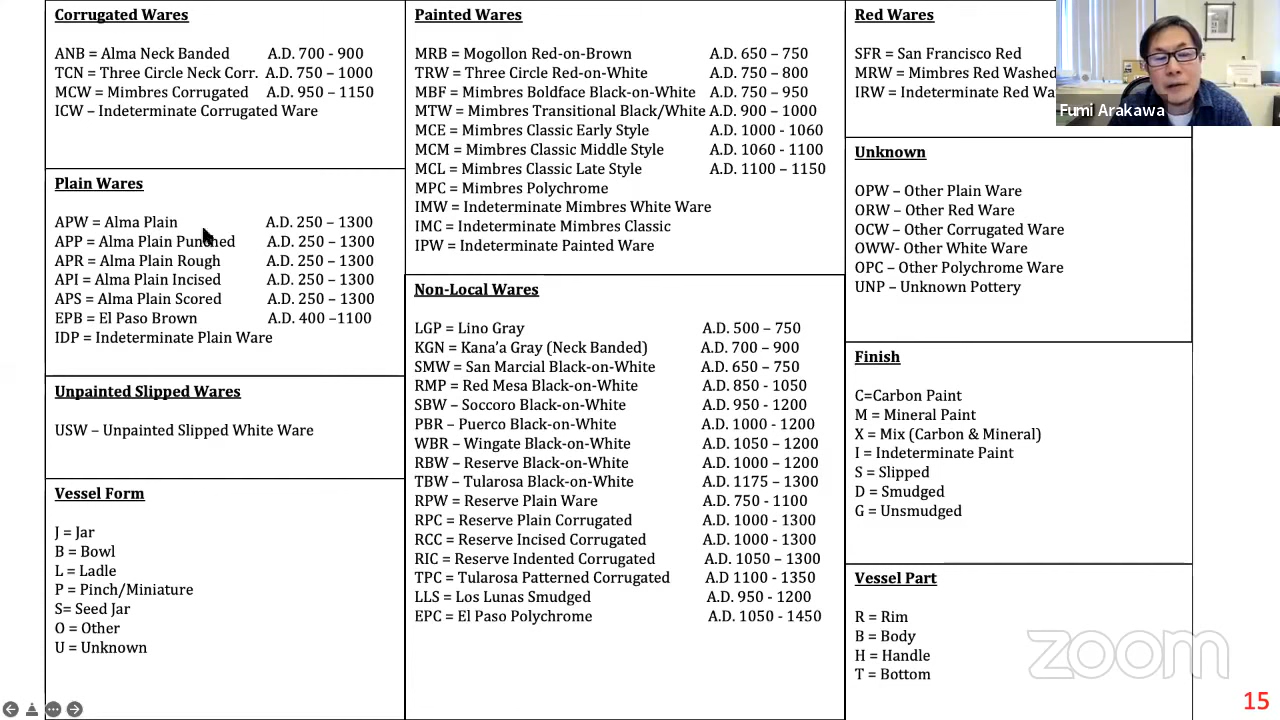 Corrugated Wares
ANB = Alma Neck Banded A.D. 700 - 900
TCN = Three Circle Neck Corr. A.D. 750 – 1000
MCW = Mimbres Corrugated A.D. 950 – 1150
ICW – Indeterminate Corrugated Ware
Plain Wares
APW = Alma Plain A.D. 250 – 1300
APP = Alma Plain Punched A.D. 250 – 1300
APR = Alma Plain Rough A.D. 250 – 1300
API = Alma Plain Incised A.D. 250 – 1300
APS = Alma Plain Scored A.D. 250 – 1300
EPB = El Paso Brown A.D. 400 –1100
IDP = Indeterminate Plain Ware
Unpainted Slipped Wares
USW – Unpainted Slipped White Ware
Vessel Form
J = Jar
B = Bowl
L = Ladle
P = Pinch/Miniature
S= Seed Jar
O = Other
U = Unknown
Painted Wares
MRB = Mogollon Red-on-Brown A.D. 650 – 750
TRW = Three Circle Red-on-White A.D. 750 – 800
MBF = Mimbres Boldface Black-on-White A.D. 750 – 950
MTW = Mimbres Transitional Black/White A.D. 900 – 1000
MCE = Mimbres Classic Early Style A.D. 1000 - 1060
MCM = Mimbres Classic Middle Style A.D. 1060 - 1100
MCL = Mimbres Classic Late Style A.D. 1100 – 1150
MPC = Mimbres Polychrome
IMW = Indeterminate Mimbres White Ware
IMC = Indeterminate Mimbres Classic
IPW = Indeterminate Painted Ware
Non-Local Wares
LGP = Lino Gray A.D. 500 – 750
KGN = Kana’a Gray (Neck Banded) A.D. 700 – 900
SMW = San Marcial Black-on-White A.D. 650 – 750
RMP = Red Mesa Black-on-White A.D. 850 - 1050
SBW – Soccoro Black-on-White A.D. 950 - 1200
PBR – Puerco Black-on-White A.D. 1000 - 1200
WBR – Wingate Black-on-White A.D. 1050 – 1200
RBW – Reserve Black-on-White A.D. 1000 – 1200
TBW – Tularosa Black-on-White A.D. 1175 – 1300
RPW = Reserve Plain Ware A.D. 750 - 1100
RPC = Reserve Plain Corrugated A.D. 1000 - 1300
RCC = Reserve Incised Corrugated A.D. 1000 - 1300
RIC = Reserve Indented Corrugated A.D. 1050 – 1300
TPC = Tularosa Patterned Corrugated A.D 1100 - 1350
LLS = Los Lunas Smudged A.D. 950 - 1200
EPC = El Paso Polychrome A.D. 1050 - 1450
Red Wares
SFR = San Francisco Red
MRW = Mimbres Red Washed
IRW = Indeterminate Red Wa
Fumi Arakawa
Unknown
OPW – Other Plain Ware
ORW – Other Red Ware
OCW – Other Corrugated Ware
OWW- Other White Ware
OPC – Other Polychrome Ware
UNP – Unknown Pottery
Finish
C=Carbon Paint
M = Mineral Paint
X = Mix (Carbon & Mineral)
I = Indeterminate Paint
S = Slipped
D = Smudged
G = Unsmudged
Vessel Part
R = Rim
B = Body
H = Handle
T = Bottom
zoom
15